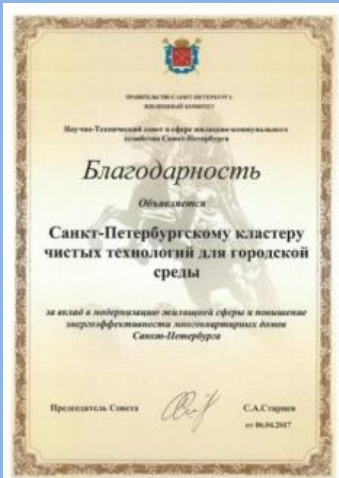 ПРАВИТЕЛЬСТВО САНКТ-ПЕТЕРБУРГА
ЖИЛИЩНЫЙ КОМИТЕТ
Научно-Технический совет в сфере жилищно-коммунального
хозяйства Санкт-Петербурга
Благодарность
Объявляется
Санкт-Петербургскому кластеру
чистых технологий для городской
среды
за вклад в модернизацию жилищной сферы и повышение
энергоэффективности многоквартирных домов
Санкт-Петербурга
Председатель Совета С.А.Старцев
от 06.04.2017